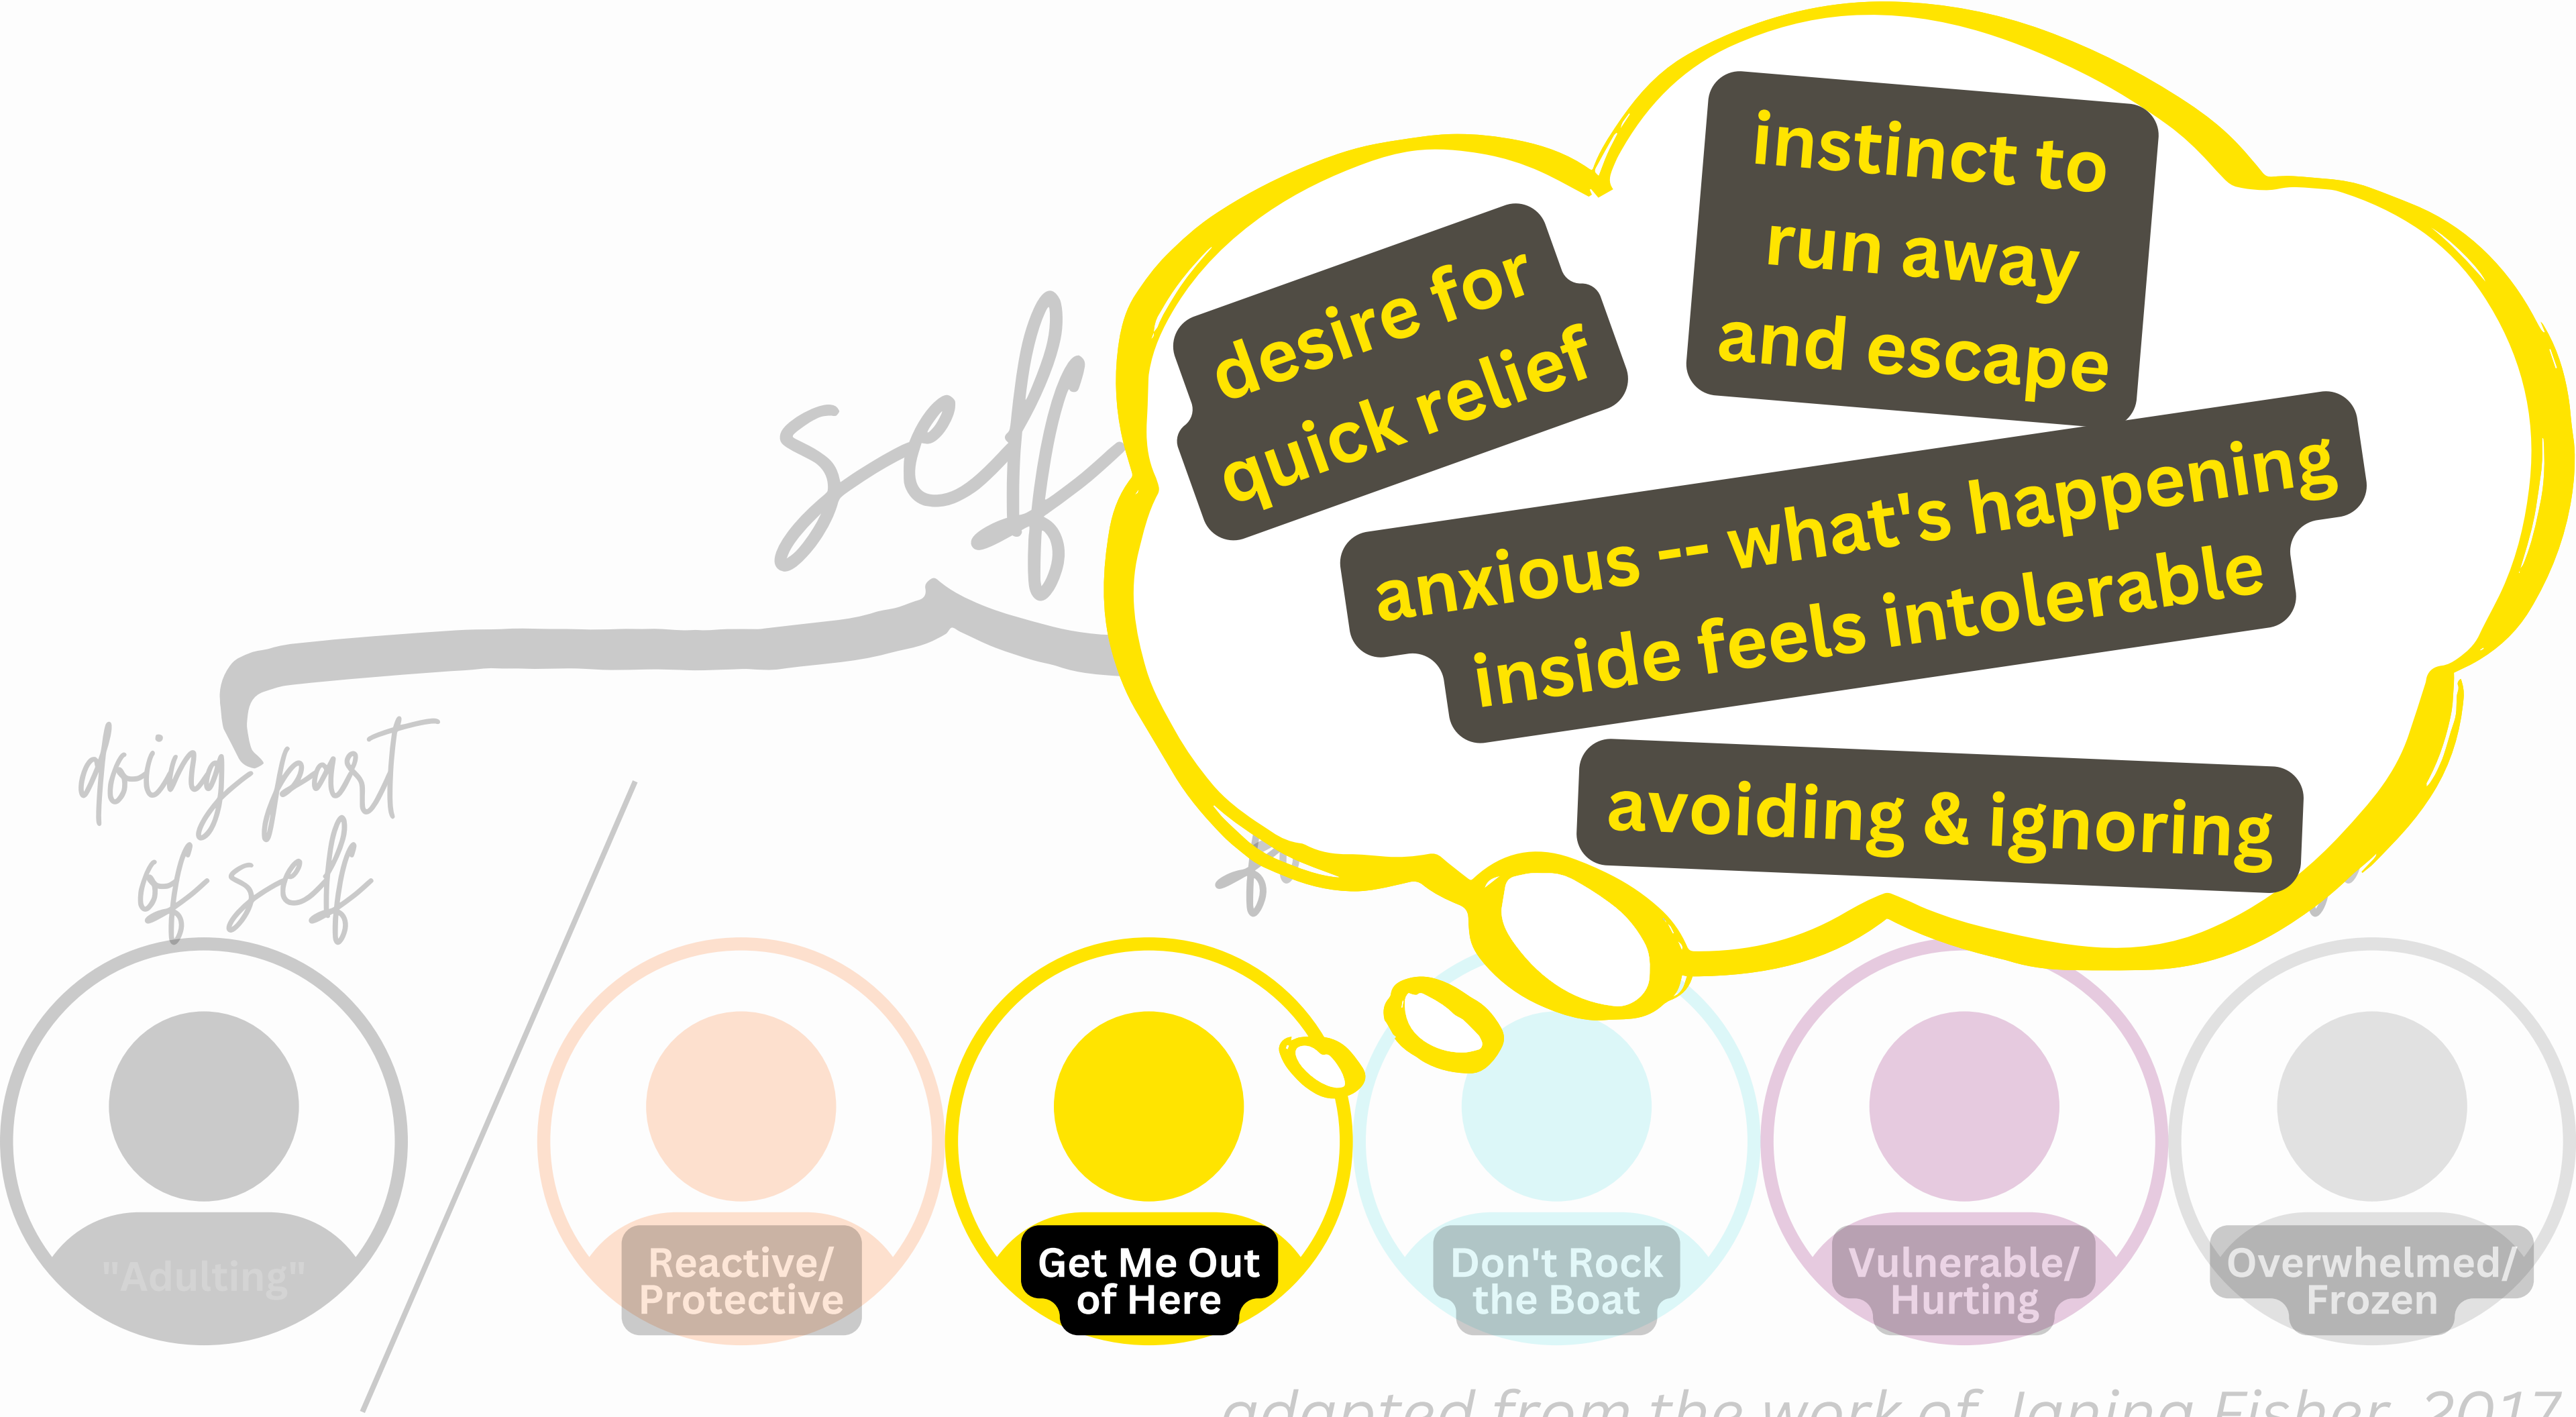 instinct to
run away
and escape
desire for
quick relief
self
anxious -- what's happening
inside feels intolerable
doing part
of self
avoiding & ignoring
"Adulting"
Reactive/
Protective
Get Me Out
of Here
Don't Rock
the Boat
Vulnerable/
Hurting
Overwhelmed/
Frozen
adapted from the work of Janina Fisher, 2017